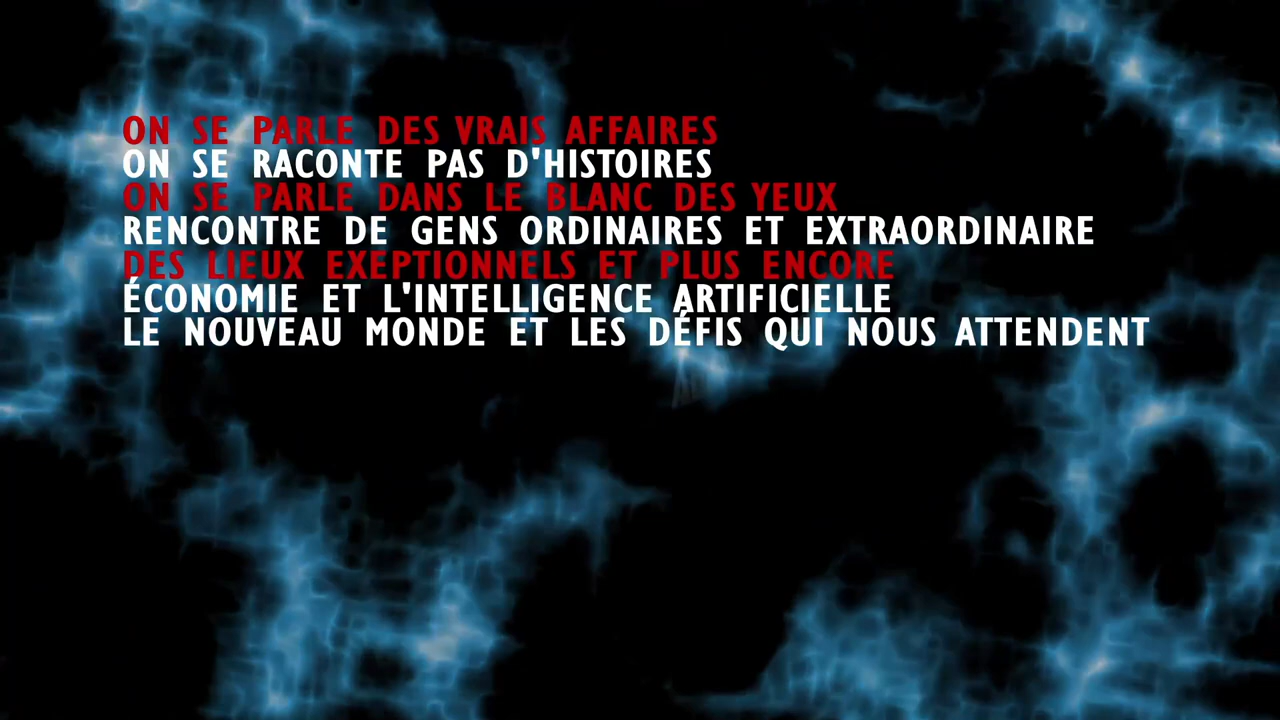 ON SE PARLE DES VRAIS AFFAIRES
ON SE RACONTE PAS D'HISTOIRES
ON SE PARLE DANS LE BLANC DES YEUX
RENCONTRE DE GENS ORDINAIRES ET EXTRAORDINAIRE
DES LIEUX EXEPTIONNELS ET PLUS ENCORE
ÉCONOMIE ET L'INTELLIGENCE ARTIFICIELLE
LE NOUVEAU MONDE ET LES DÉFIS QUI NOUS ATTENDENT